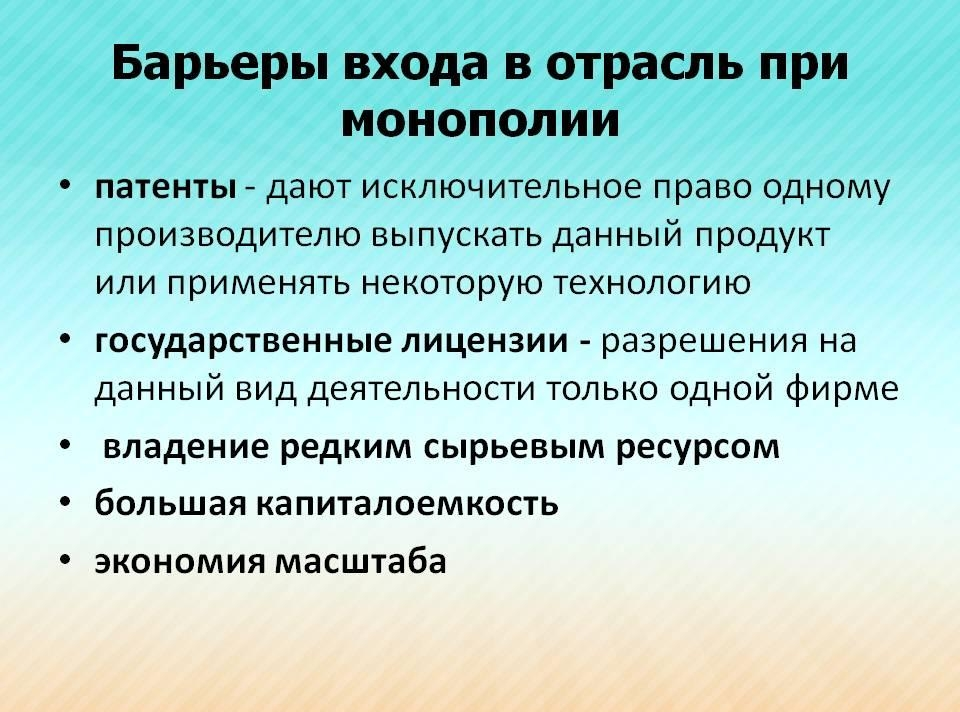 Барьеры входа в отрасль при
монополии
• патенты - дают исключительное право одному
производителю выпускать данный продукт
или применять некоторую технологию
• государственные лицензии - разрешения на
данный вид деятельности только одной фирме
• владение редким сырьевым ресурсом
• большая капиталоемкость
• экономия масштаба